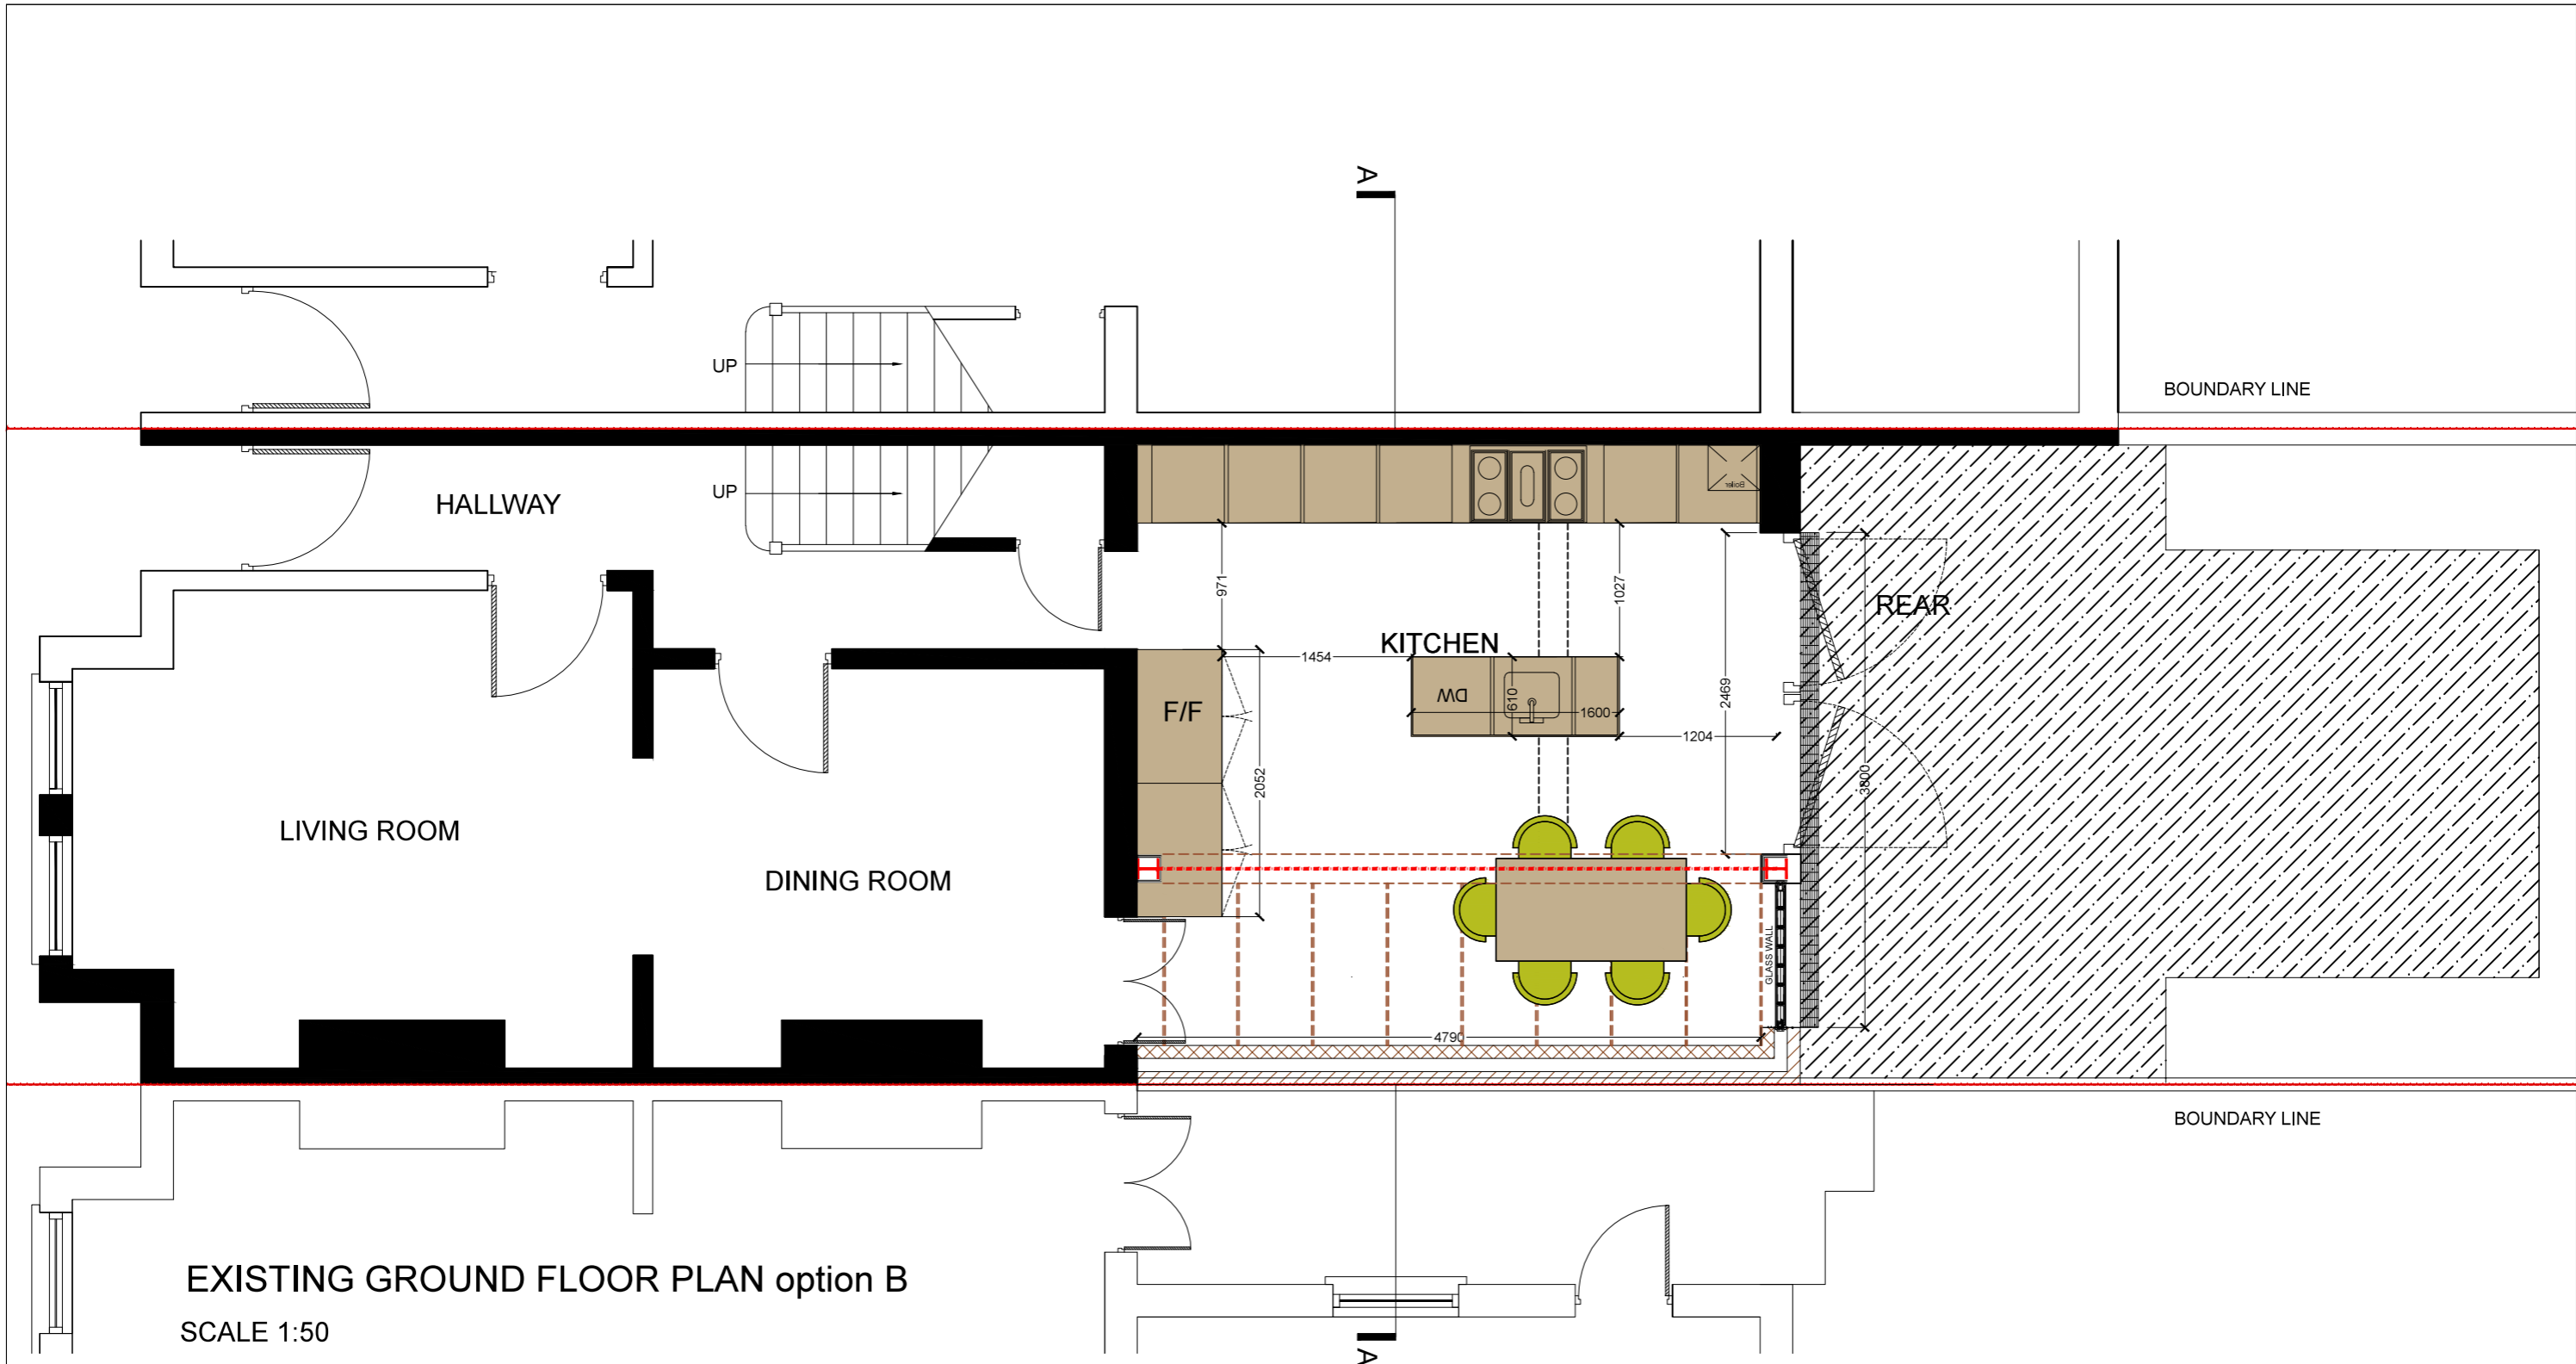 A
UP
BOUNDARY LINE
HALLWAY
UP
Boiler
971
1027
REAR
KITCHEN
1454
2469
F/F
DW
610
1600
1204
2052
3800
LIVING ROOM
DINING ROOM
GLASS WALL
4790
BOUNDARY LINE
EXISTING GROUND FLOOR PLAN option B
SCALE 1:50
A